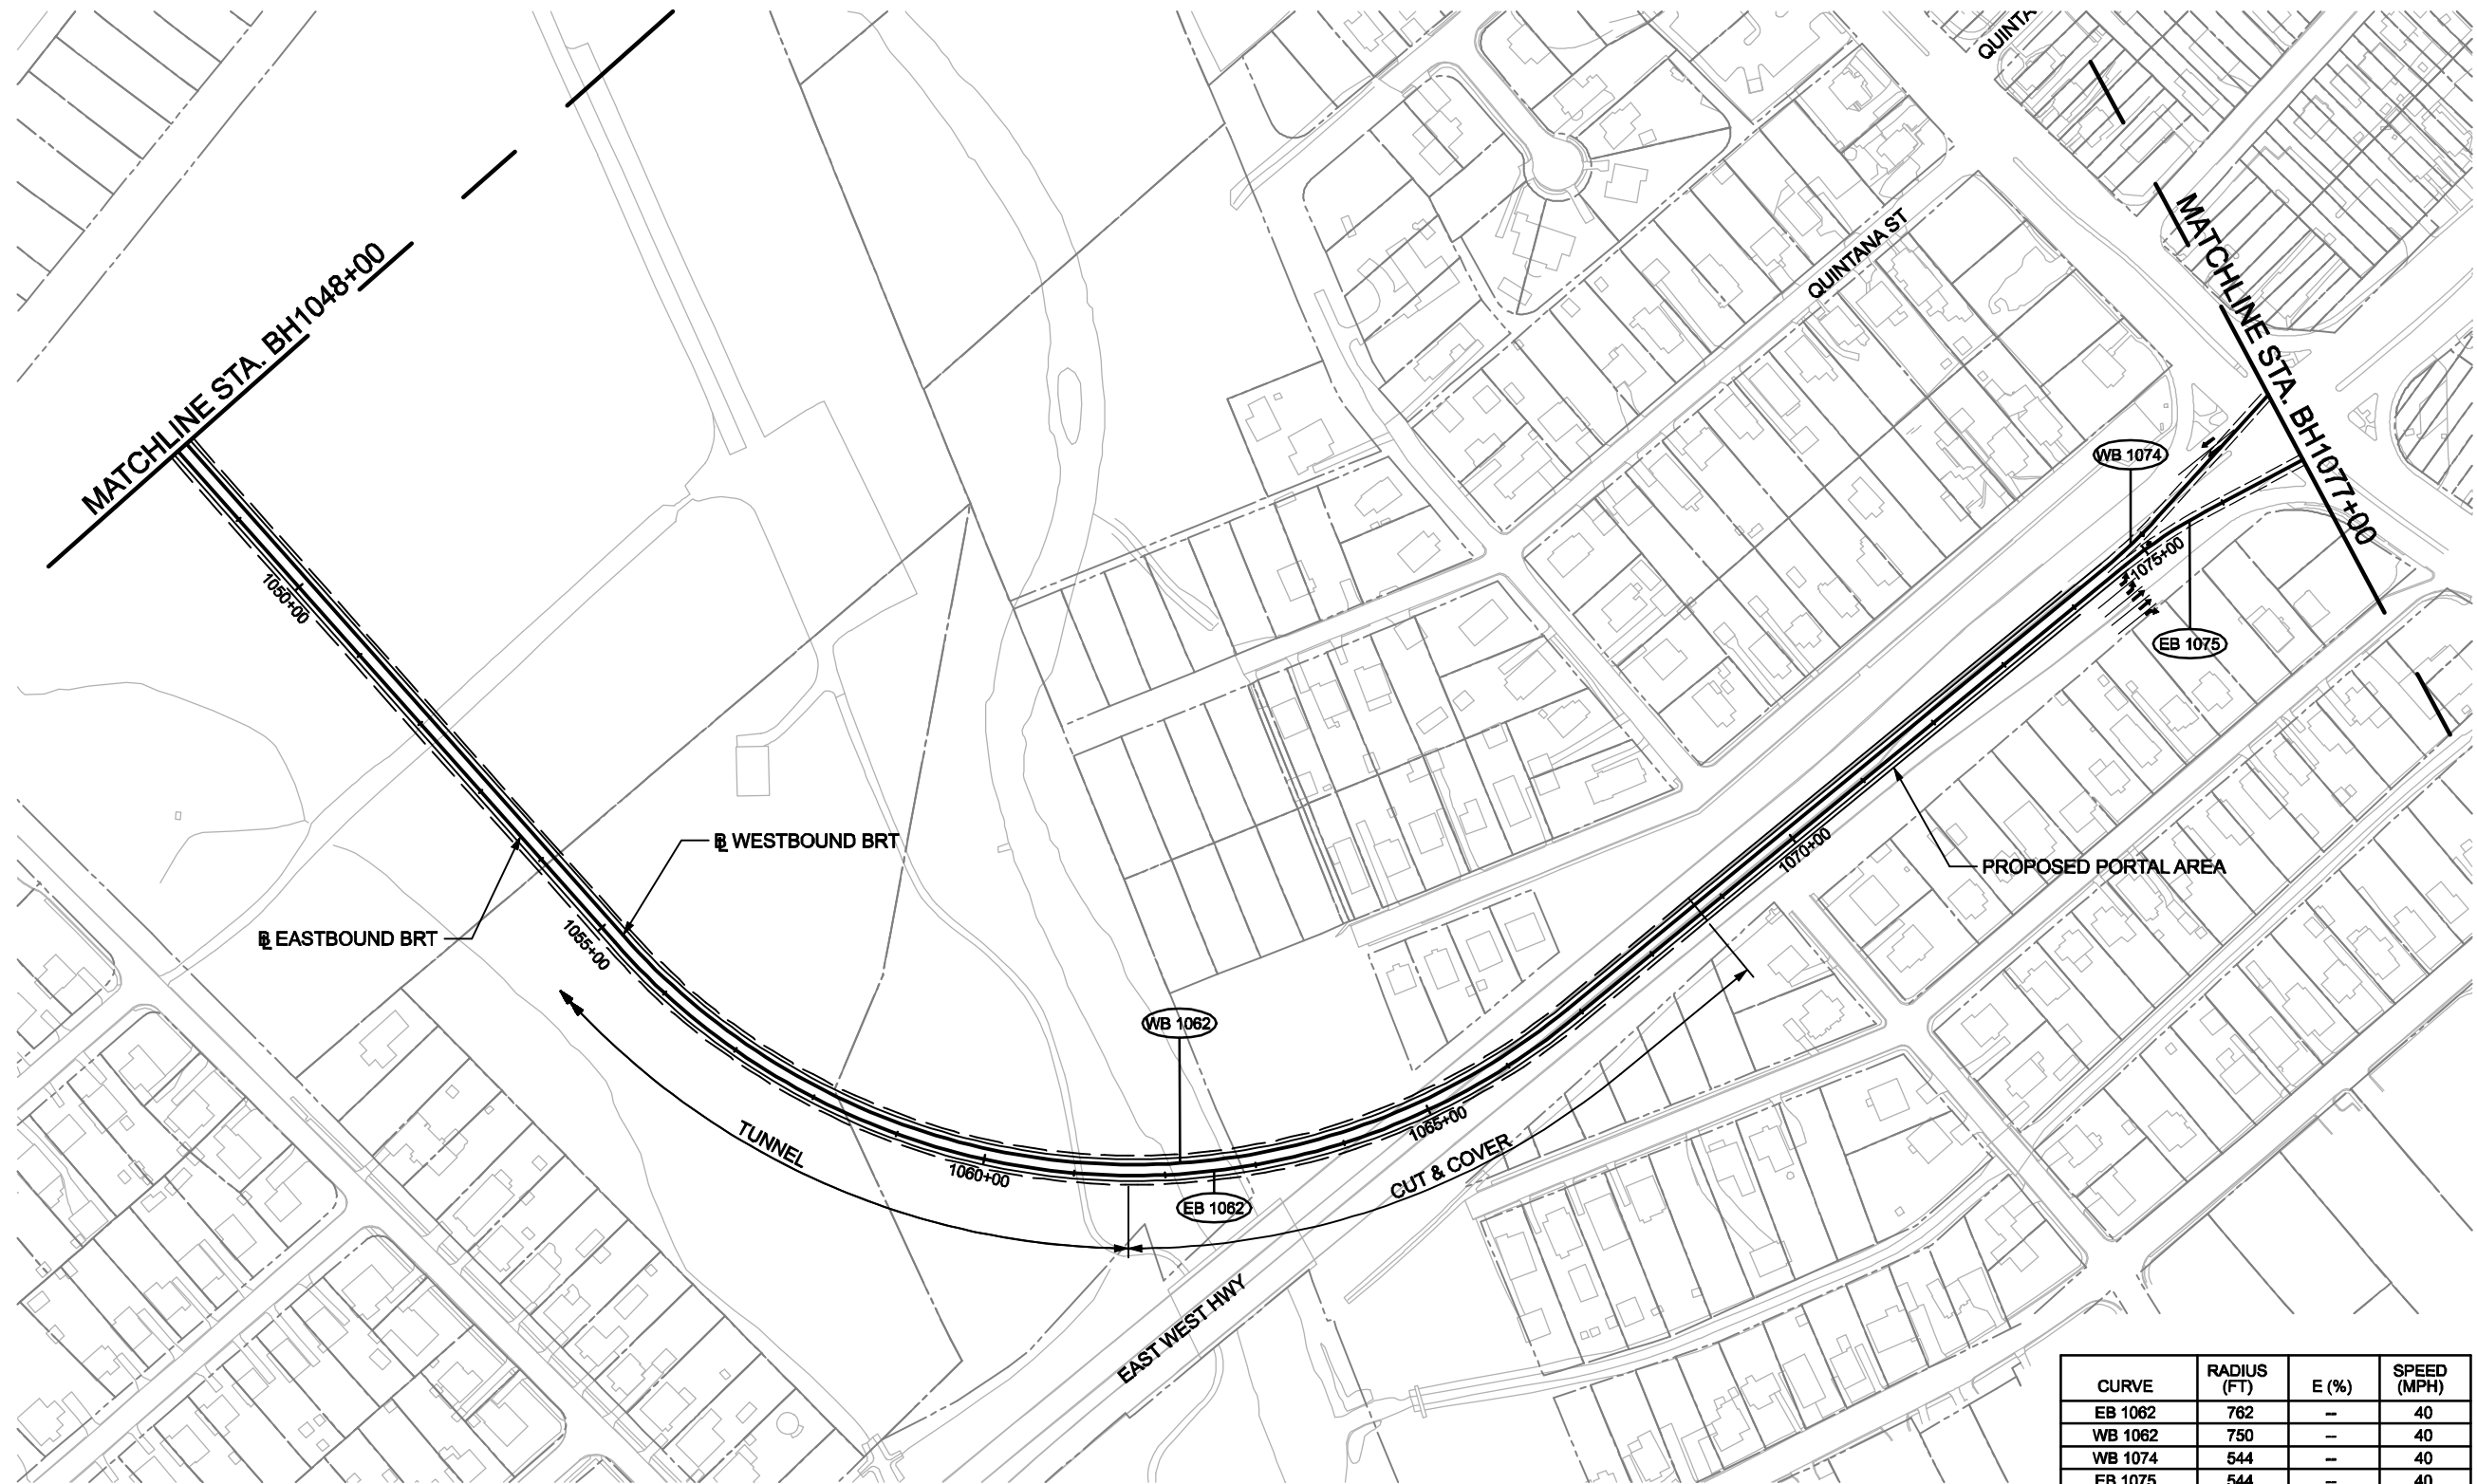 QUINTA
MATCHLINE STA. BH1048+00
QUINTANA ST
MATCHLINE STA. BH1077+00
WB 1074
1075+00
EB 1075
1050+00
℄ WESTBOUND BRT
℄ EASTBOUND BRT
1055+00
1070+00
PROPOSED PORTAL AREA
WB 1062
TUNNEL
1060+00
EB 1062
1065+00
CUT & COVER
EAST WEST HWY
CURVE RADIUS (FT) E (%) SPEED (MPH)
EB 1062 762 -- 40
WB 1062 750 -- 40
WB 1074 544 -- 40
EB 1075 544 -- 40